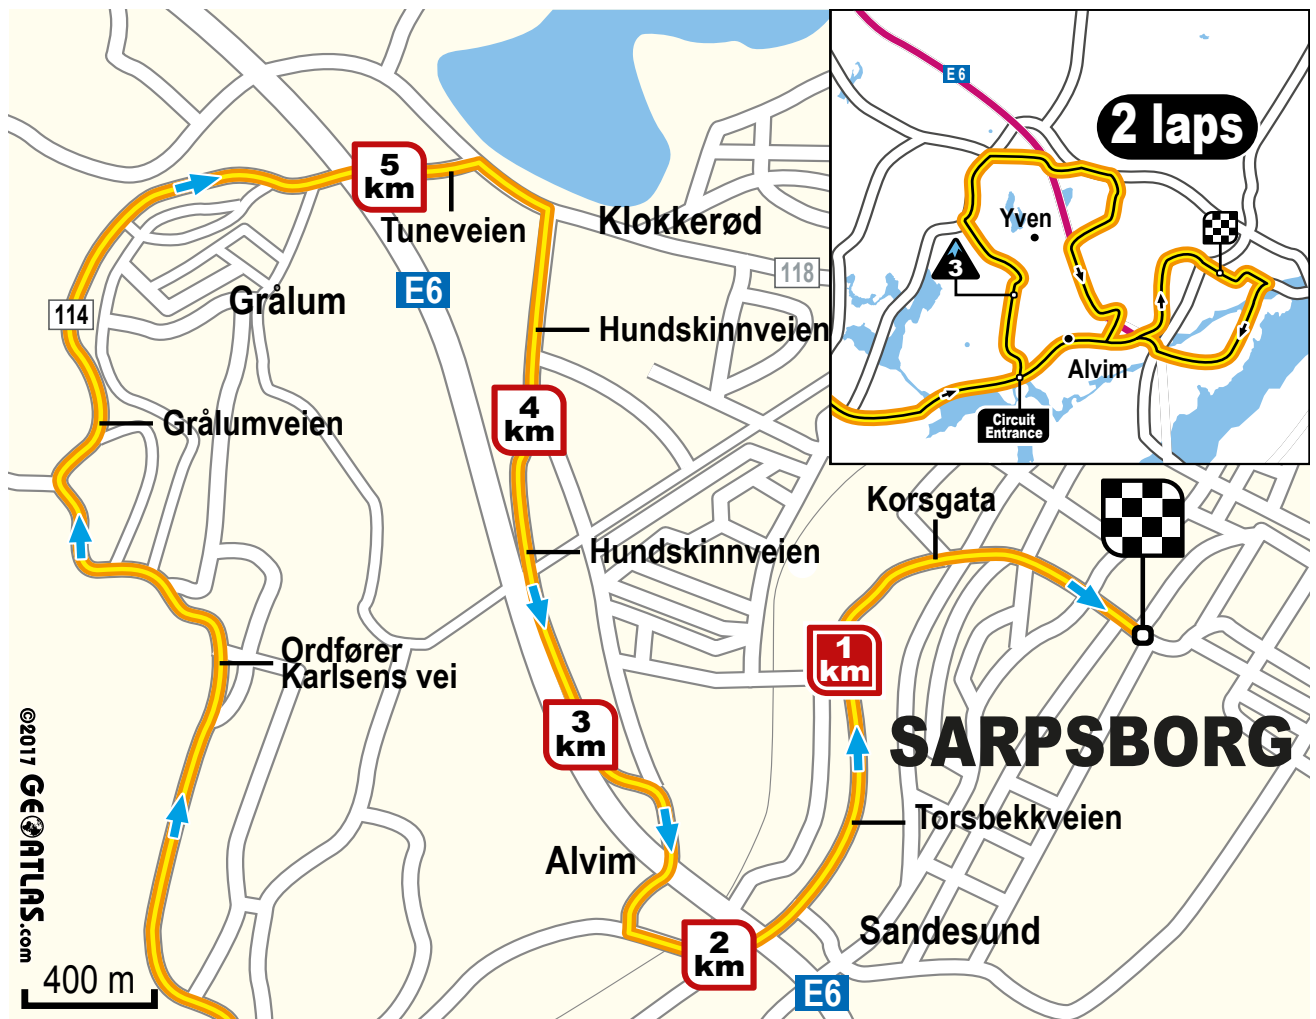 E 6
2 laps
Yven
3
Alvim
Circuit
Entrance
5
km
Tuneveien
Klokkerød
118
E6
Grålum
114
Hundskinnveien
4
km
Grålumveien
Korsgata
Hundskinnveien
Ordfører
Karlsens vei
1
km
3
km
SARPSBORG
Torsbekkveien
Alvim
Sandesund
2
km
E6
400 m
©2017 GEOATLAS.com